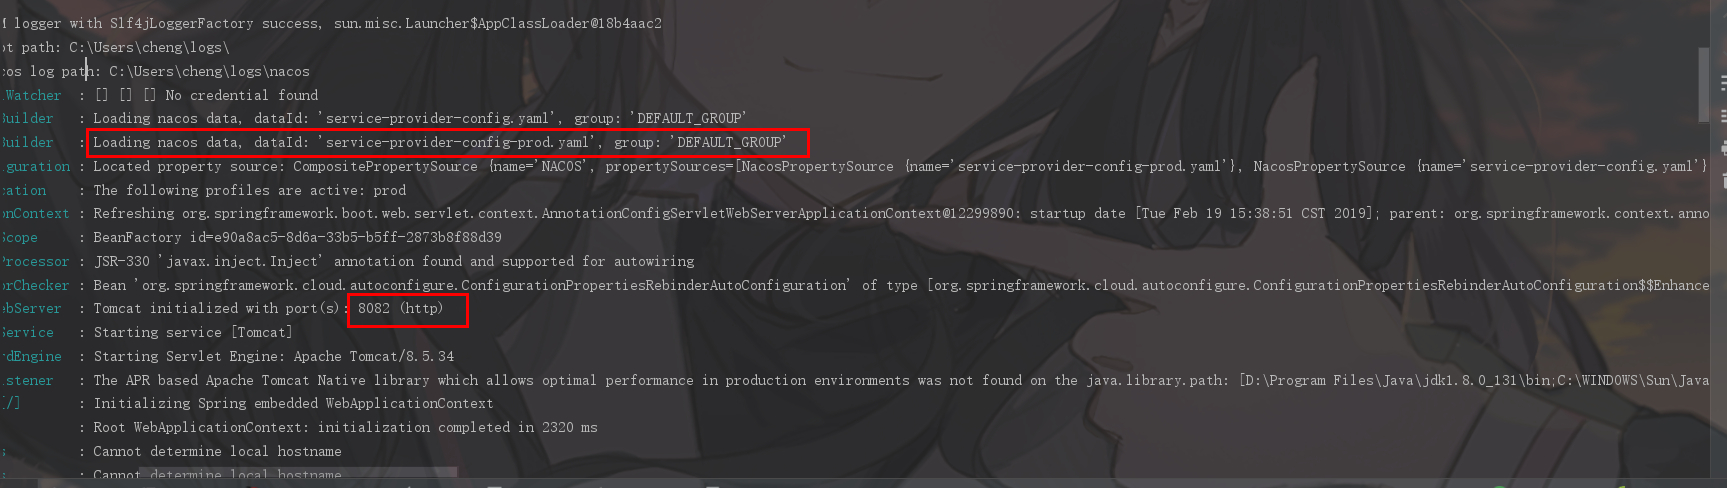 logger with Slf4jLoggerFactory success, sun.misc.Launcher$AppClassLoader@18b4aac2
ot path: C:\Users\cheng\logs\
cos log path: C:\Users\cheng\logs\nacos
Watcher : [] [] [] No credential found
Builder : Loading nacos data, dataId: 'service-provider-config.yaml', group: 'DEFAULT_GROUP'
Builder : Loading nacos data, dataId: 'service-provider-config-prod.yaml', group: 'DEFAULT_GROUP'
guration : Located property source: CompositePropertySource {name='NACOS', propertySources=[NacosPropertySource {name='service-provider-config-prod.yaml'}, NacosPropertySource {name='service-provider-config.yaml'}
cation : The following profiles are active: prod
onContext : Refreshing org.springframework.boot.web.servlet.context.AnnotationConfigServletWebServerApplicationContext@12299890: startup date [Tue Feb 19 15:38:51 CST 2019]; parent: org.springframework.context.anno
Scope : BeanFactory id=e90a8ac5-8d6a-33b5-b5ff-2873b8f88d39
Processor : JSR-330 'javax.inject.Inject' annotation found and supported for autowiring
orChecker : Bean 'org.springframework.cloud.autoconfigure.ConfigurationPropertiesRebinderAutoConfiguration' of type [org.springframework.cloud.autoconfigure.ConfigurationPropertiesRebinderAutoConfiguration$$Enhance
ebServer : Tomcat initialized with port(s): 8082 (http)
Service : Starting service [Tomcat]
rdEngine : Starting Servlet Engine: Apache Tomcat/8.5.34
istener : The APR based Apache Tomcat Native library which allows optimal performance in production environments was not found on the java.library.path: [D:\Program Files\Java\jdk1.8.0_131\bin;C:\WINDOWS\Sun\Java
[/] : Initializing Spring embedded WebApplicationContext
: Root WebApplicationContext: initialization completed in 2320 ms
: Cannot determine local hostname
: Cannot determine local hostname